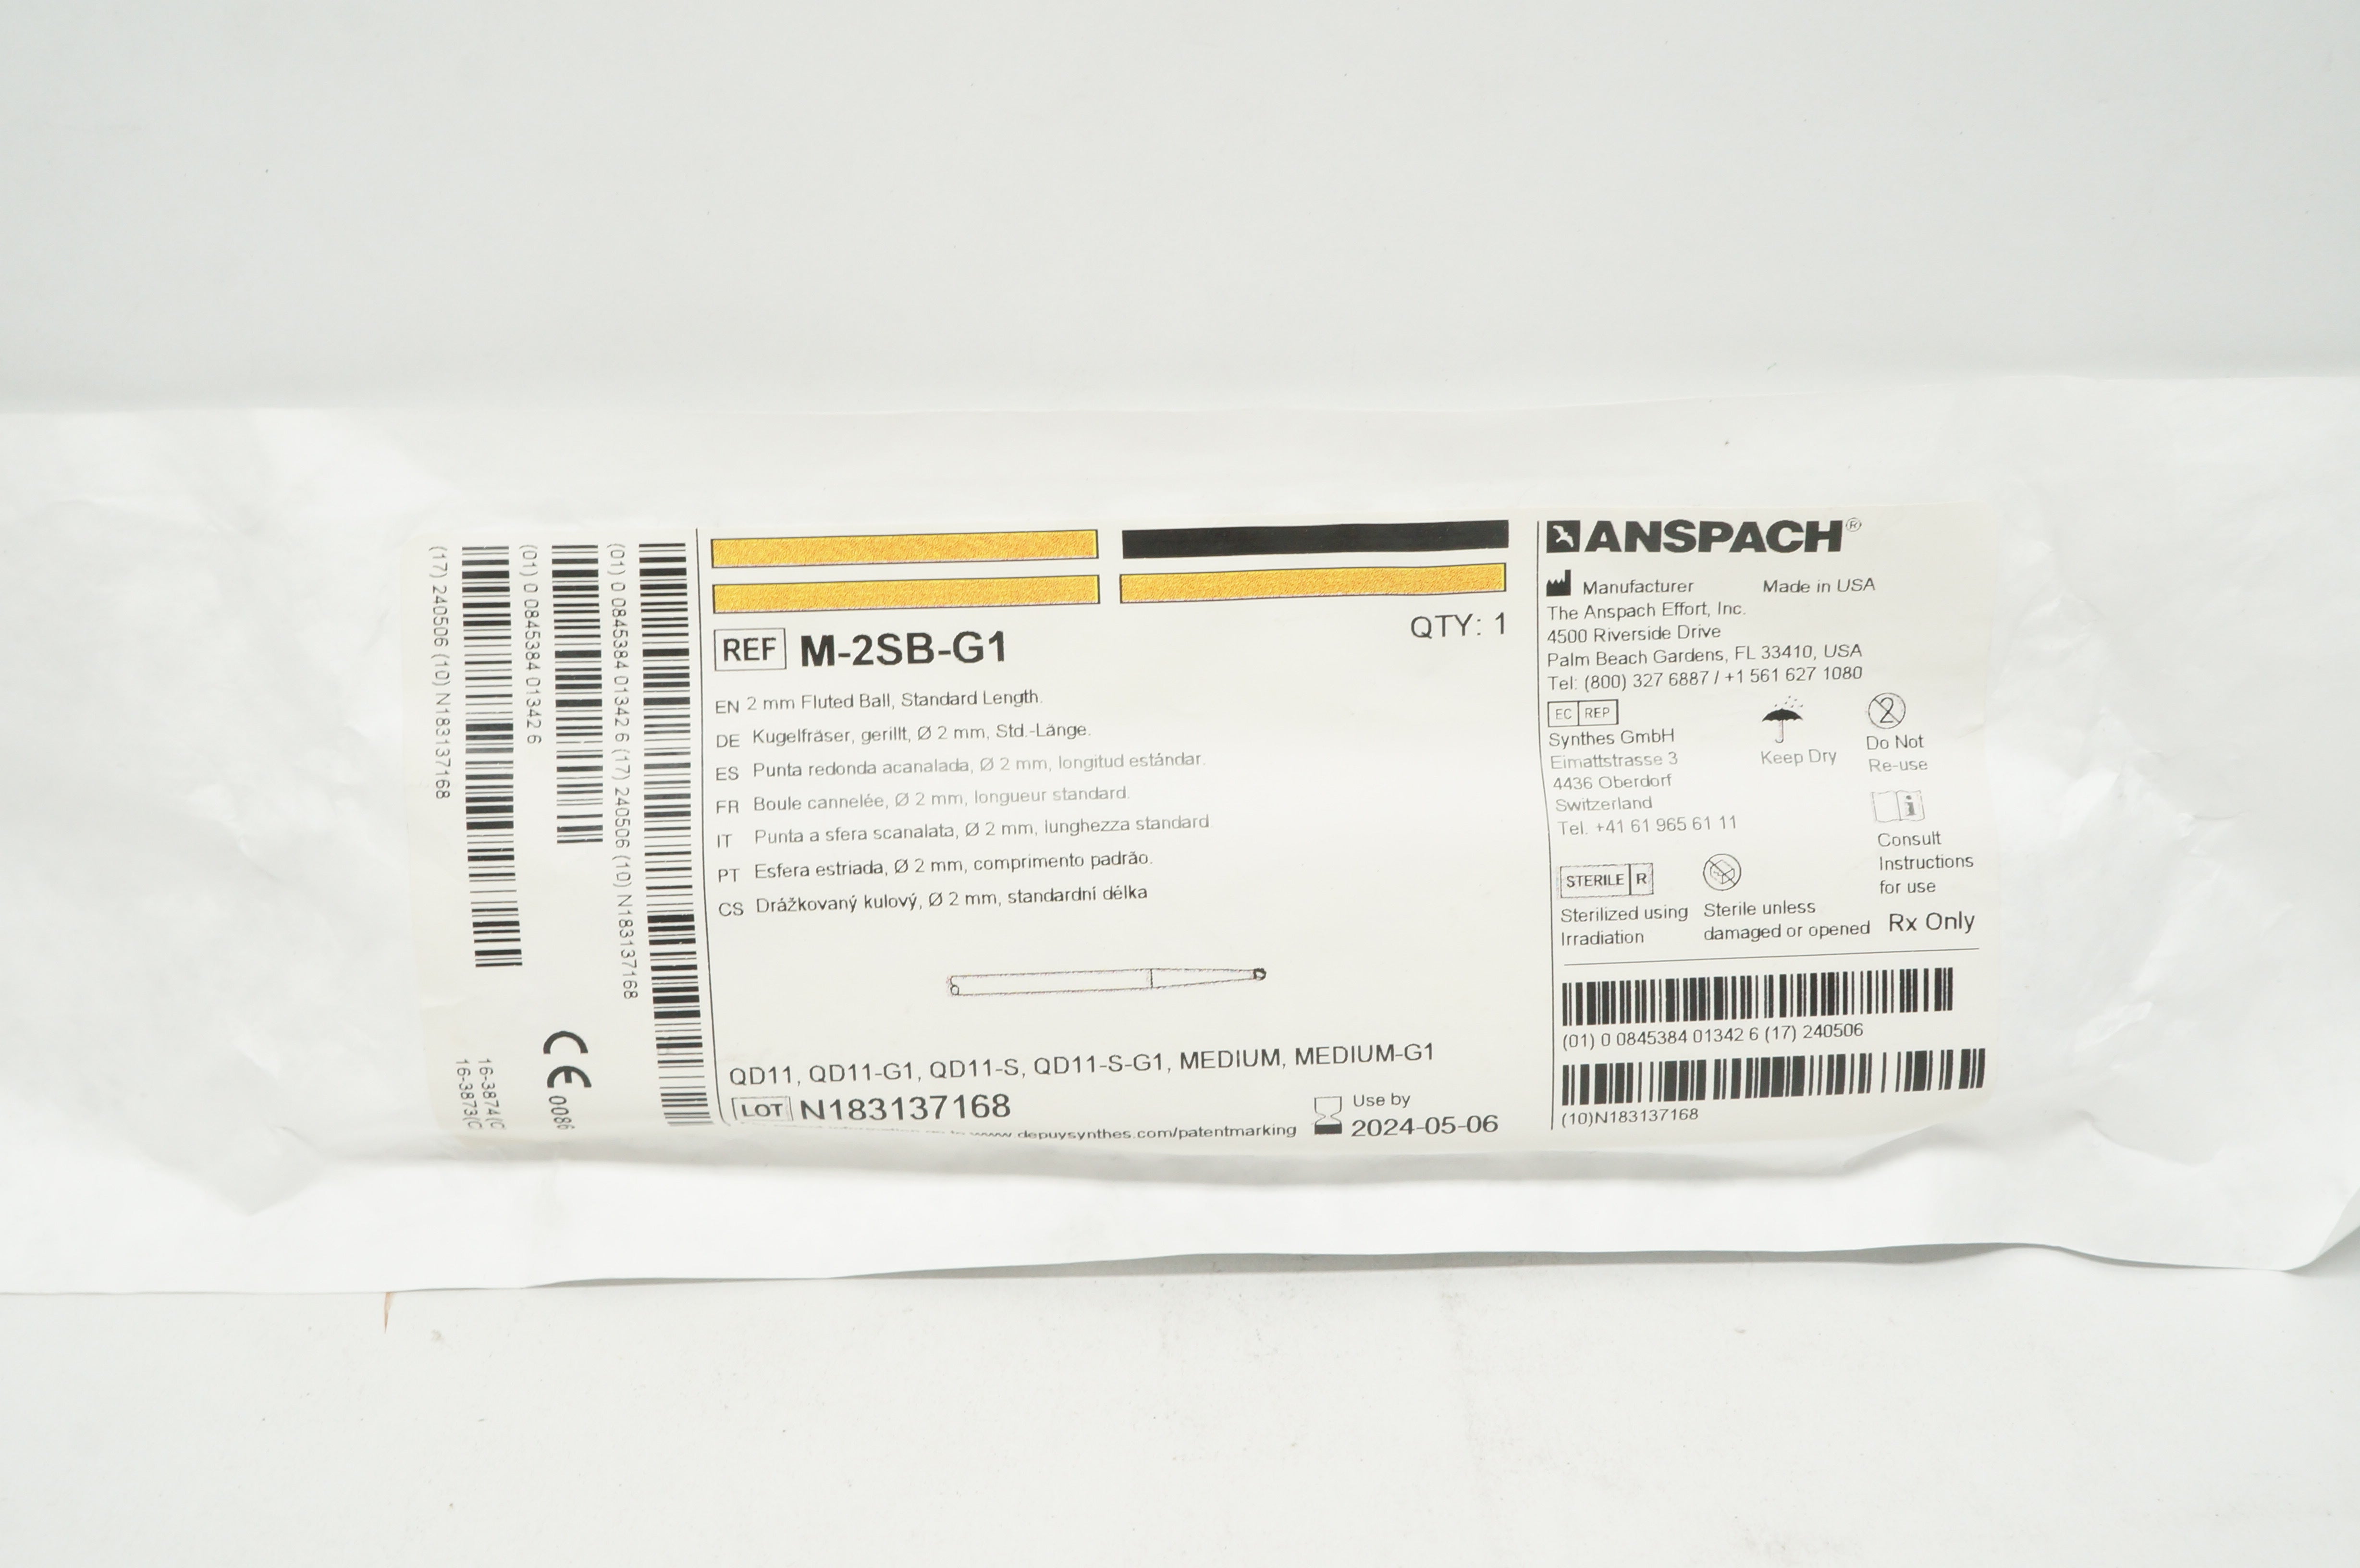 (17) 240506 (10) N183137168
(01) 0 0845384 01342 6
(01) 0 0845384 01342 6 (17) 240506 (10) N183137168
16-3874(C
16-3873(C
CE 0086
REF M-2SB-G1
QTY: 1
EN 2 mm Fluted Ball, Standard Length.
DE Kugelfräser, gerillt, Ø 2 mm, Std.-Länge.
ES Punta redonda acanalada, Ø 2 mm, longitud estándar.
FR Boule cannelée, Ø 2 mm, longueur standard.
IT Punta a sfera scanalata, Ø 2 mm, lunghezza standard
PT Esfera estriada, Ø 2 mm, comprimento padrão.
CS Drážkovaný kulový, Ø 2 mm, standardní délka
QD11, QD11-G1, QD11-S, QD11-S-G1, MEDIUM, MEDIUM-G1
LOT N183137168
Use by
2024-05-06
depuysynthes.com/patentmarking
ANSPACH®
Manufacturer Made in USA
The Anspach Effort, Inc.
4500 Riverside Drive
Palm Beach Gardens, FL 33410, USA
Tel: (800) 327 6887 / +1 561 627 1080
EC REP
Synthes GmbH
Eimattstrasse 3
4436 Oberdorf
Switzerland
Tel. +41 61 965 61 11
Keep Dry
2
Do Not
Re-use
i
Consult
Instructions
for use
STERILE R
Sterilized using
Irradiation
Sterile unless
damaged or opened
Rx Only
(01) 0 0845384 01342 6 (17) 240506
(10)N183137168